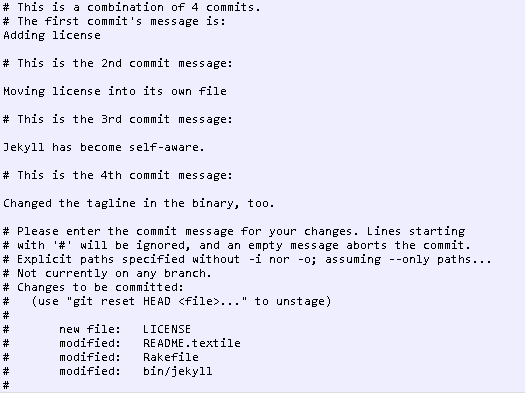 # This is a combination of 4 commits.
# The first commit's message is:
Adding license
# This is the 2nd commit message:
Moving license into its own file
# This is the 3rd commit message:
Jekyll has become self-aware.
# This is the 4th commit message:
Changed the tagline in the binary, too.
# Please enter the commit message for your changes. Lines starting
# with '#' will be ignored, and an empty message aborts the commit.
# Explicit paths specified without -i nor -o; assuming --only paths...
# Not currently on any branch.
# Changes to be committed:
#   (use "git reset HEAD <file>..." to unstage)
#
#       new file:   LICENSE
#       modified:   README.textile
#       modified:   Rakefile
#       modified:   bin/jekyll
#